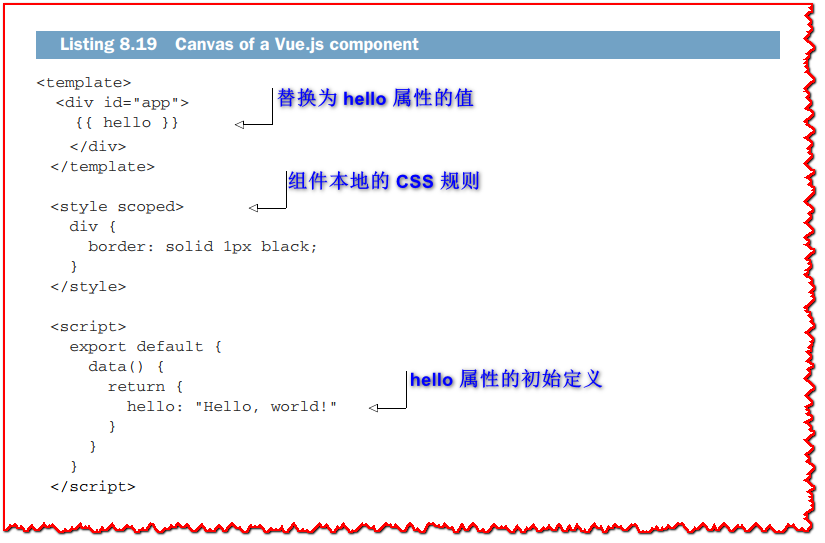 Listing 8.19 Canvas of a Vue.js component
<template>
<div id="app">
替换为 hello 属性的值
{{ hello }}
</div>
</template>
组件本地的 CSS 规则
<style scoped>
div {
border: solid 1px black;
}
</style>
<script>
export default {
data() {
return {
hello 属性的初始定义
hello: "Hello, world!"
}
}
}
</script>